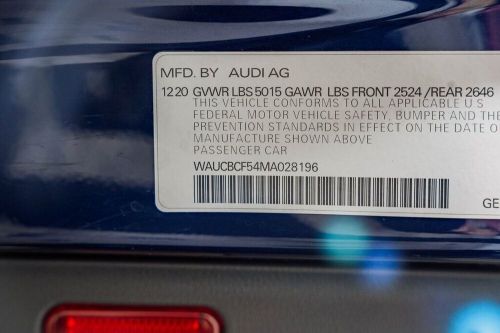 MFD. BY AUDI AG
12 20 GVWR LBS 5015 GAWR LBS FRONT 2524 /REAR 2646
THIS VEHICLE CONFORMS TO ALL APPLICABLE U S
FEDERAL MOTOR VEHICLE SAFETY, BUMPER AND THE
STANDARDS IN EFFECT ON THE DATE O
MANUFACTURE SHOWN ABOVE
PASSENGER CAR
WAUCBCF54MA028196
GE